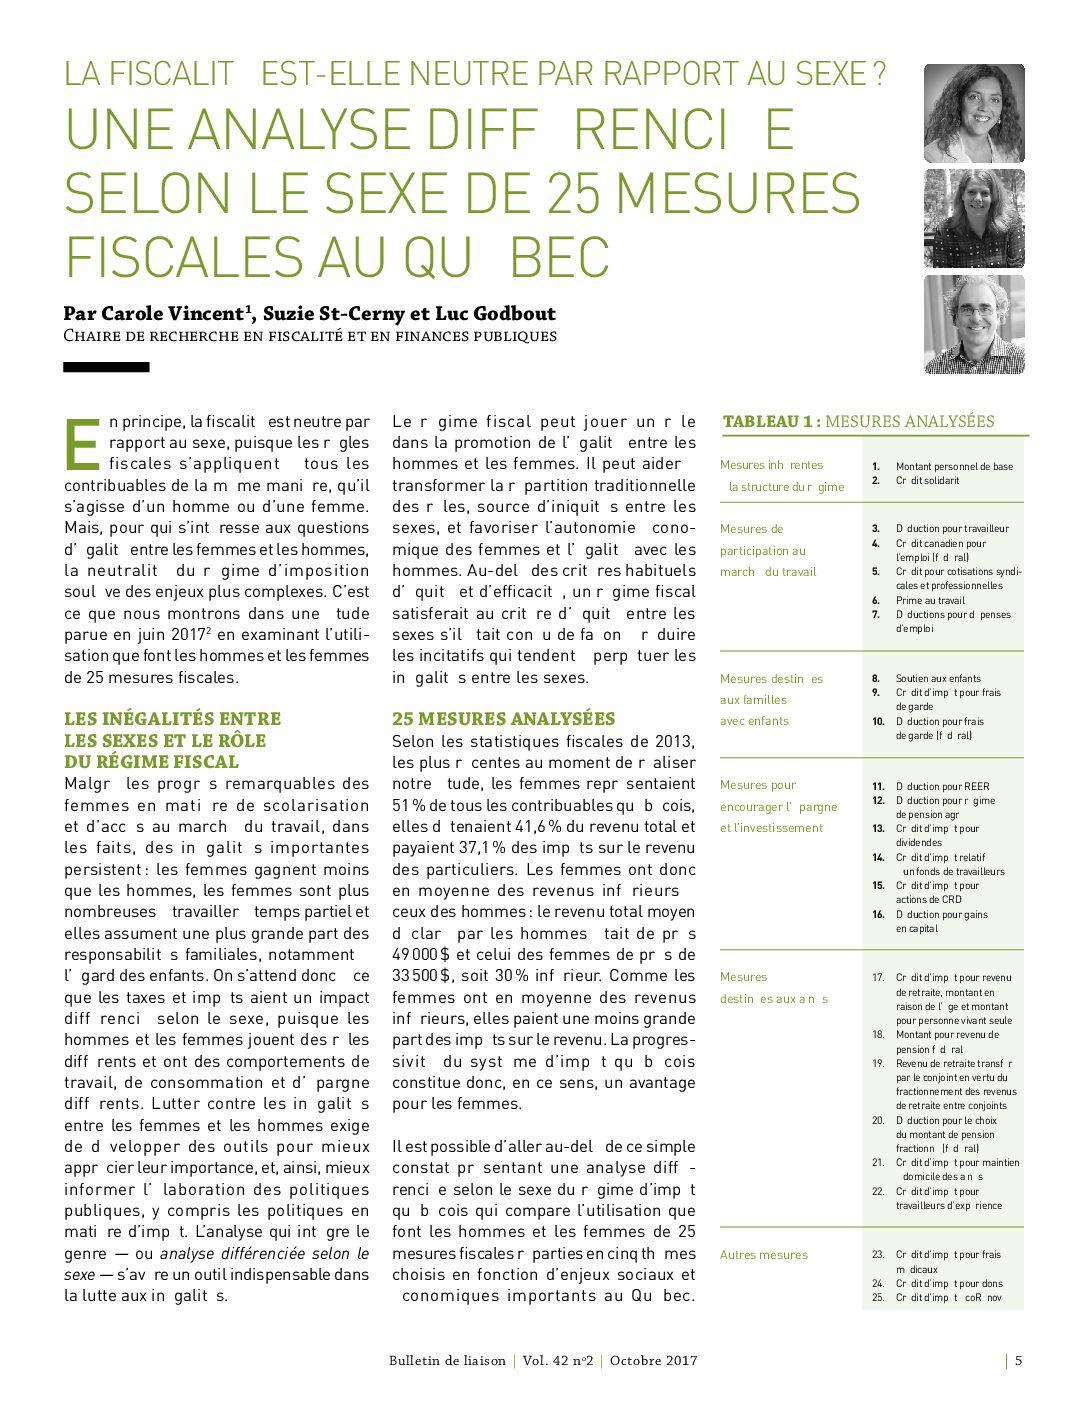 LA FISCALIT EST-ELLE NEUTRE PAR RAPPORT AU SEXE ?
UNE ANALYSE DIFF RENCI E
SELON LE SEXE DE 25 MESURES
FISCALES AU QU BEC
Par Carole Vincent1, Suzie St-Cerny et Luc Godbout
CHAIRE DE RECHERCHE EN FISCALITÉ ET EN FINANCES PUBLIQUES
En principe, la fiscalit est neutre par
rapport au sexe, puisque les r gles
fiscales s’appliquent tous les
contribuables de la m me mani re, qu’il
s’agisse d’un homme ou d’une femme.
Mais, pour qui s’int resse aux questions
d’ galit entre les femmes et les hommes,
la neutralit du r gime d’imposition
soul ve des enjeux plus complexes. C’est
ce que nous montrons dans une tude
parue en juin 20172 en examinant l’utili-
sation que font les hommes et les femmes
de 25 mesures fiscales.
LES INÉGALITÉS ENTRE
LES SEXES ET LE RÔLE
DU RÉGIME FISCAL
Malgr les progr s remarquables des
femmes en mati re de scolarisation
et d’acc s au march du travail, dans
les faits, des in galit s importantes
persistent : les femmes gagnent moins
que les hommes, les femmes sont plus
nombreuses travailler temps partiel et
elles assument une plus grande part des
responsabilit s familiales, notamment
l’ gard des enfants. On s’attend donc ce
que les taxes et imp ts aient un impact
diff renci selon le sexe, puisque les
hommes et les femmes jouent des r les
diff rents et ont des comportements de
travail, de consommation et d’ pargne
diff rents. Lutter contre les in galit s
entre les femmes et les hommes exige
de d velopper des outils pour mieux
appr cier leur importance, et, ainsi, mieux
informer l’ laboration des politiques
publiques, y compris les politiques en
mati re d’imp t. L’analyse qui int gre le
genre — ou analyse différenciée selon le
sexe — s’av re un outil indispensable dans
la lutte aux in galit s.
Le r gime fiscal peut jouer un r le
dans la promotion de l’ galit entre les
hommes et les femmes. Il peut aider
transformer la r partition traditionnelle
des r les, source d’iniquit s entre les
sexes, et favoriser l’autonomie cono-
mique des femmes et l’ galit avec les
hommes. Au-del des crit res habituels
d’ quit et d’efficacit , un r gime fiscal
satisferait au crit re d’ quit entre les
sexes s’il tait con u de fa on r duire
les incitatifs qui tendent perp tuer les
in galit s entre les sexes.
25 MESURES ANALYSÉES
Selon les statistiques fiscales de 2013,
les plus r centes au moment de r aliser
notre tude, les femmes repr sentaient
51 % de tous les contribuables qu b cois,
elles d tenaient 41,6 % du revenu total et
payaient 37,1 % des imp ts sur le revenu
des particuliers. Les femmes ont donc
en moyenne des revenus inf rieurs
ceux des hommes : le revenu total moyen
d clar par les hommes tait de pr s
49 000 $ et celui des femmes de pr s de
33 500 $, soit 30 % inf rieur. Comme les
femmes ont en moyenne des revenus
inf rieurs, elles paient une moins grande
part des imp ts sur le revenu. La progres-
sivit du syst me d’imp t qu b cois
constitue donc, en ce sens, un avantage
pour les femmes.
Il est possible d’aller au-del de ce simple
constat pr sentant une analyse diff -
renci e selon le sexe du r gime d’imp t
qu b cois qui compare l’utilisation que
font les hommes et les femmes de 25
mesures fiscales r parties en cinq th mes
choisis en fonction d’enjeux sociaux et
conomiques importants au Qu bec.
TABLEAU 1 : MESURES ANALYSÉES
Mesures inh rentes
la structure du r gime
1. Montant personnel de base
2. Cr dit solidarit
Mesures de
participation au
march du travail
3. D duction pour travailleur
4. Cr dit canadien pour
l’emploi (f d ral)
5. Cr dit pour cotisations syndi-
cales et professionnelles
6. Prime au travail
7. D ductions pour d penses
d’emploi
Mesures destin es
aux familles
avec enfants
8. Soutien aux enfants
9. Cr dit d’imp t pour frais
de garde
10. D duction pour frais
de garde (f d ral)
Mesures pour
encourager l’ pargne
et l’investissement
11. D duction pour REER
12. D duction pour r gime
de pension agr
13. Cr dit d’imp t pour
dividendes
14. Cr dit d’imp t relatif
un fonds de travailleurs
15. Cr dit d’imp t pour
actions de CRD
16. D duction pour gains
en capital
Mesures
destin es aux a n s
17. Cr dit d’imp t pour revenu
de retraite, montant en
raison de l’ ge et montant
pour personne vivant seule
18. Montant pour revenu de
pension f d ral
19. Revenu de retraite transf r
par le conjoint en vertu du
fractionnement des revenus
de retraite entre conjoints
20. D duction pour le choix
du montant de pension
fractionn (f d ral)
21. Cr dit d’imp t pour maintien
domicile des a n s
22. Cr dit d’imp t pour
travailleurs d’exp rience
Autres mesures
23. Cr dit d’imp t pour frais
m dicaux
24. Cr dit d’imp t pour dons
25. Cr dit d’imp t coR nov
Bulletin de liaison | Vol. 42 no2 | Octobre 2017
| 5